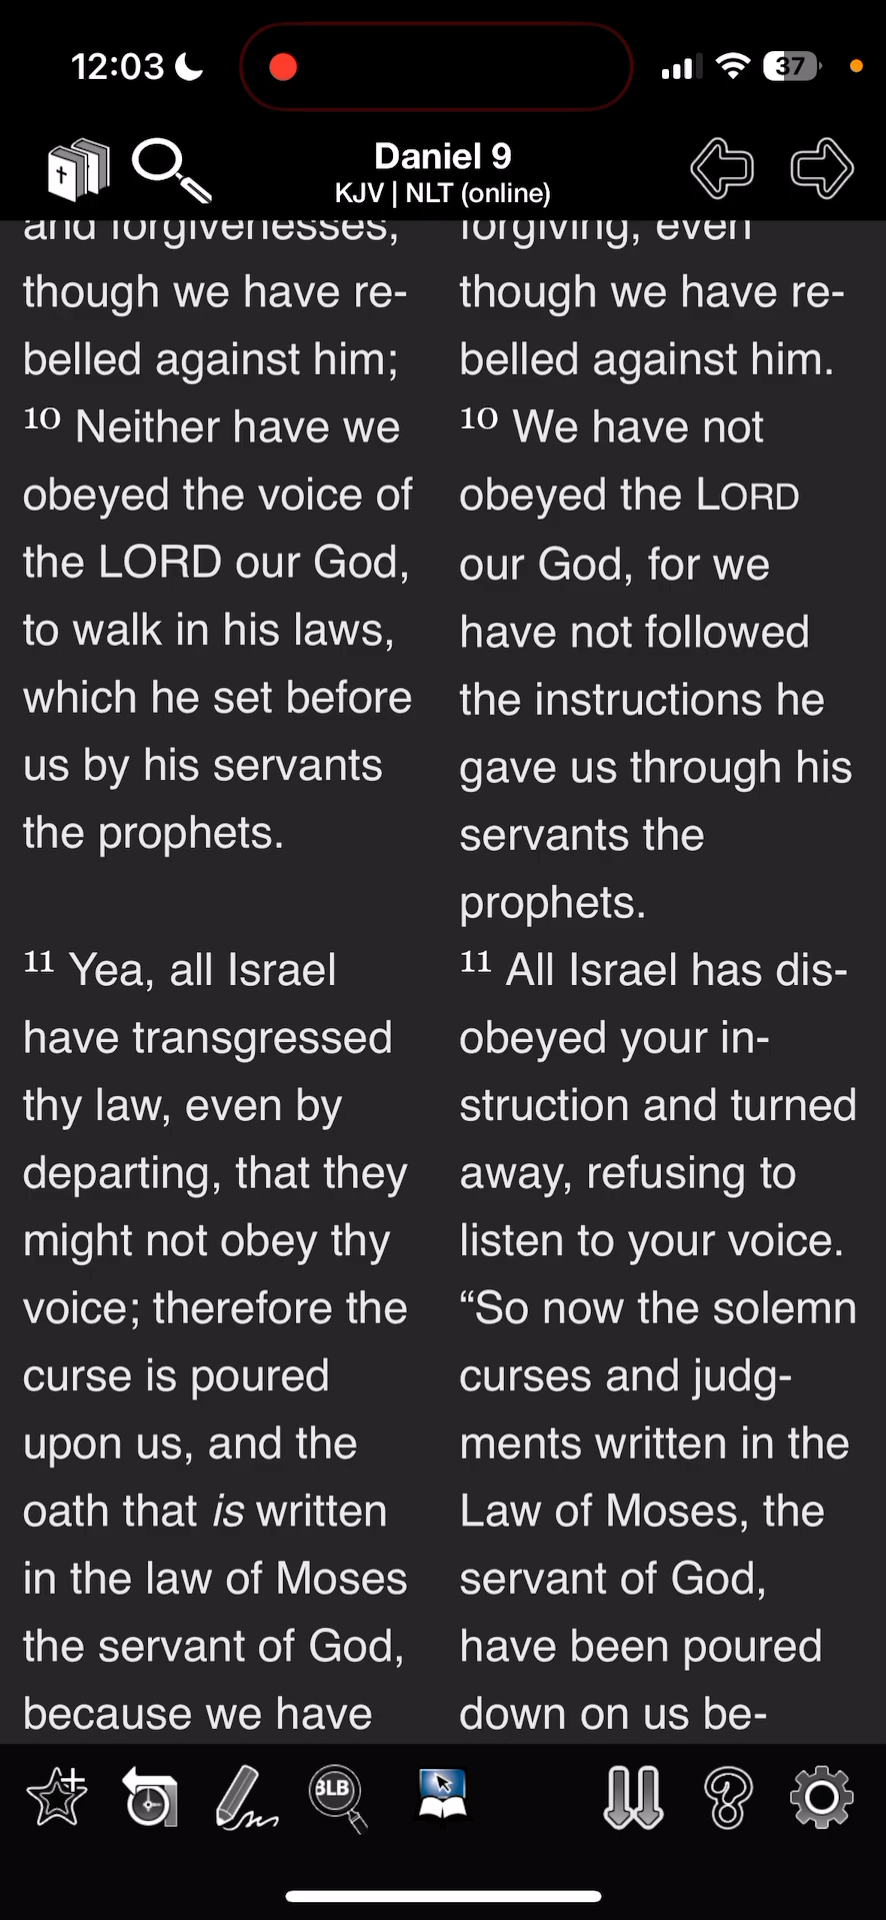 12:03
37
Daniel 9
KJV | NLT (online)
and forgivenesses,
though we have re-
belled against him;
10 Neither have we
obeyed the voice of
the LORD our God,
to walk in his laws,
which he set before
us by his servants
the prophets.
11 Yea, all Israel
have transgressed
thy law, even by
departing, that they
might not obey thy
voice; therefore the
curse is poured
upon us, and the
oath that is written
in the law of Moses
the servant of God,
because we have
forgiving, even
though we have re-
belled against him.
10 We have not
obeyed the LORD
our God, for we
have not followed
the instructions he
gave us through his
servants the
prophets.
11 All Israel has dis-
obeyed your in-
struction and turned
away, refusing to
listen to your voice.
“So now the solemn
curses and judg-
ments written in the
Law of Moses, the
servant of God,
have been poured
down on us be-
BLB